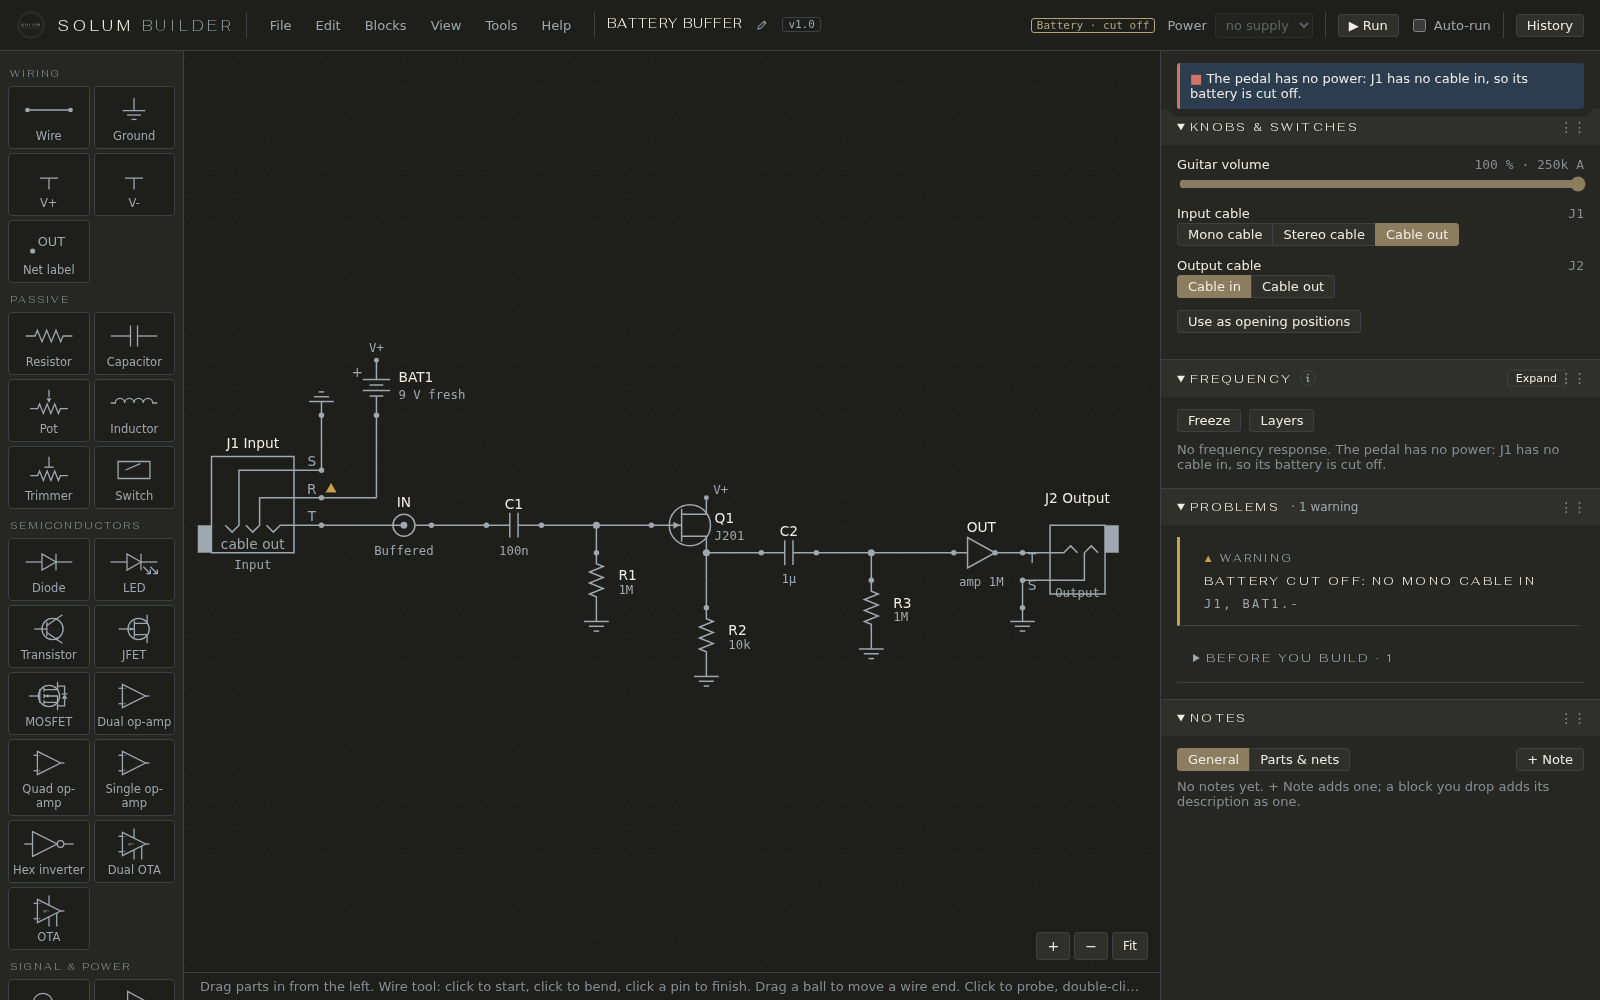 SOLUM BUILDER
File Edit Blocks View Tools Help
BATTERY BUFFER
v1.0
Battery · cut off
Power
no supply
▶ Run
Auto-run
History
WIRING
Wire
Ground
V+
V-
OUT
Net label
PASSIVE
Resistor
Capacitor
Pot
Inductor
Trimmer
Switch
SEMICONDUCTORS
Diode
LED
Transistor
JFET
MOSFET
Dual op-amp
Quad op-
amp
Single op-
amp
Hex inverter
Dual OTA
OTA
SIGNAL & POWER
V+
+
BAT1
9 V fresh
J1 Input
S
R
T
cable out
Input
IN
Buffered
C1
100n
R1
1M
V+
Q1
J201
R2
10k
C2
1µ
R3
1M
OUT
amp 1M
J2 Output
T
S
Output
+
−
Fit
Drag parts in from the left. Wire tool: click to start, click to bend, click a pin to finish. Drag a ball to move a wire end. Click to probe, double-cli…
The pedal has no power: J1 has no cable in, so its
battery is cut off.
KNOBS & SWITCHES
Guitar volume
100 % · 250k A
Input cable
J1
Mono cable
Stereo cable
Cable out
Output cable
J2
Cable in
Cable out
Use as opening positions
FREQUENCY
i
Expand
Freeze
Layers
No frequency response. The pedal has no power: J1 has no
cable in, so its battery is cut off.
PROBLEMS · 1 warning
WARNING
BATTERY CUT OFF: NO MONO CABLE IN
J1, BAT1.-
BEFORE YOU BUILD · 1
NOTES
General
Parts & nets
+ Note
No notes yet. + Note adds one; a block you drop adds its
description as one.